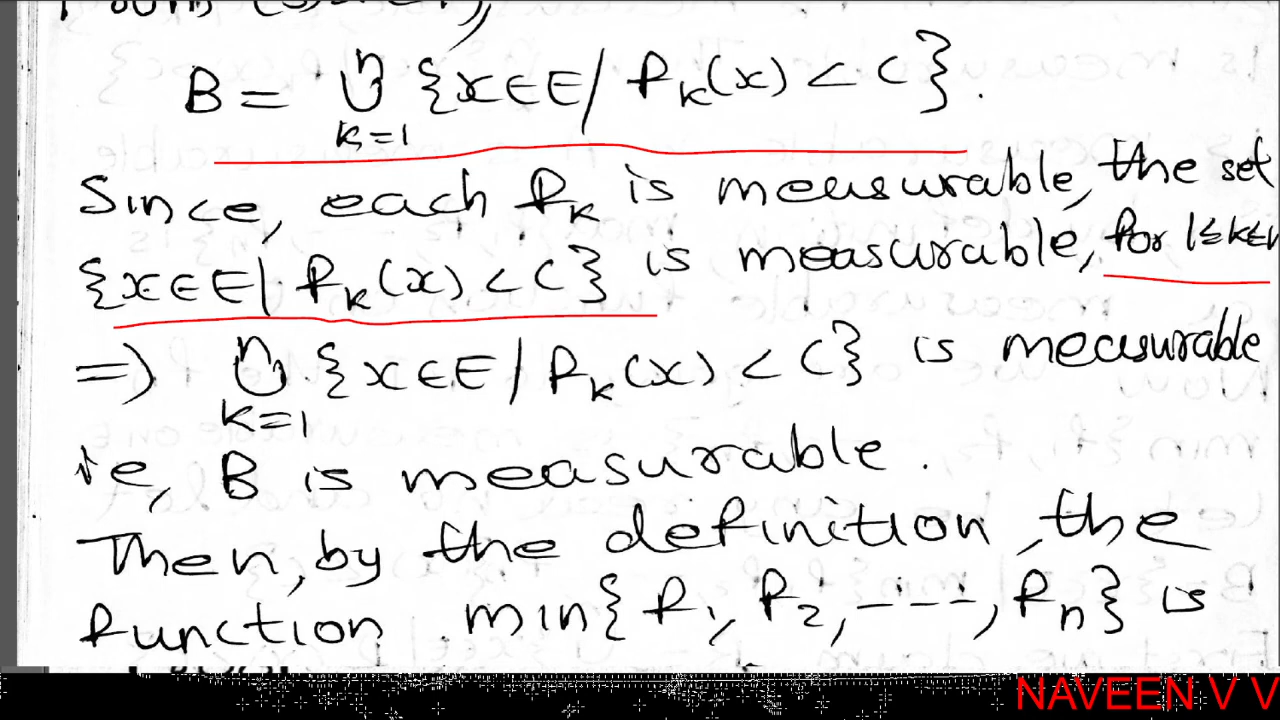 B = ∪ {x∈E/ f_k(x) < C}.
n
k=1
Since, each f_k is measurable, the set
{x∈E| f_k(x) < C} is measurable, for 1≤k≤n
=) ∪ {x∈E/ f_k(x) < C} is measurable
n
k=1
ie, B is measurable.
Then, by the definition, the
function min{f_1, f_2, ----, f_n} is
NAVEEN V V